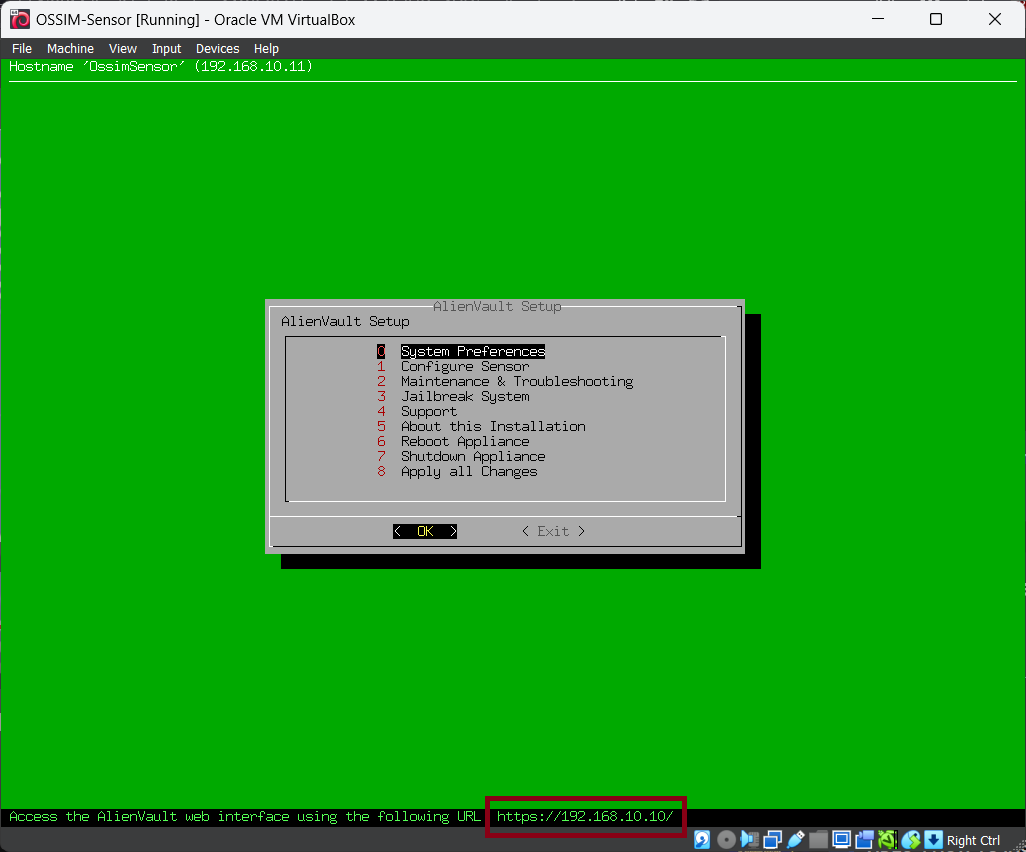 OSSIM-Sensor [Running] - Oracle VM VirtualBox
File Machine View Input Devices Help
Hostname 'OssimSensor' (192.168.10.11)
AlienVault Setup
AlienVault Setup
0 System Preferences
1 Configure Sensor
2 Maintenance & Troubleshooting
3 Jailbreak System
4 Support
5 About this Installation
6 Reboot Appliance
7 Shutdown Appliance
8 Apply all Changes
< OK > < Exit >
Access the AlienVault web interface using the following URL https://192.168.10.10/
Right Ctrl